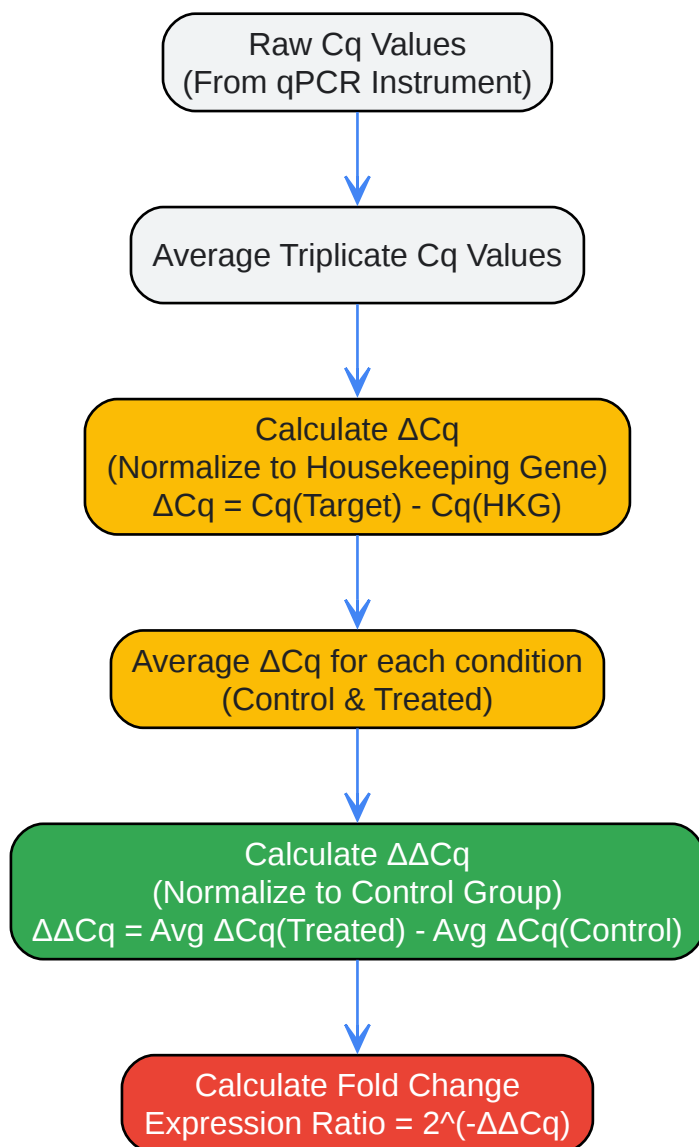 Raw Cq Values
(From qPCR Instrument)
Average Triplicate Cq Values
Calculate ΔCq
(Normalize to Housekeeping Gene)
ΔCq = Cq(Target) - Cq(HKG)
Average ΔCq for each condition
(Control & Treated)
Calculate ΔΔCq
(Normalize to Control Group)
ΔΔCq = Avg ΔCq(Treated) - Avg ΔCq(Control)
Calculate Fold Change
Expression Ratio = 2^(-ΔΔCq)